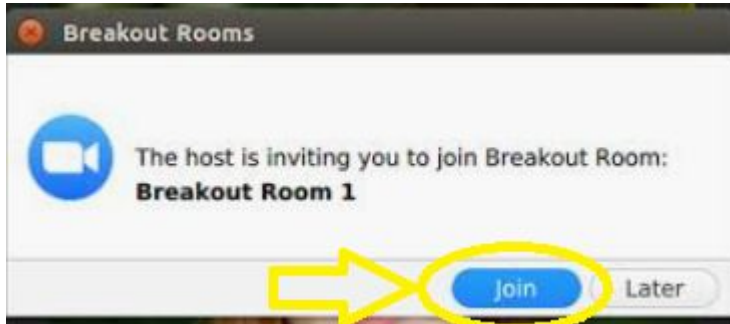 Breakout Rooms
The host is inviting you to join Breakout Room:
Breakout Room 1
Join Later